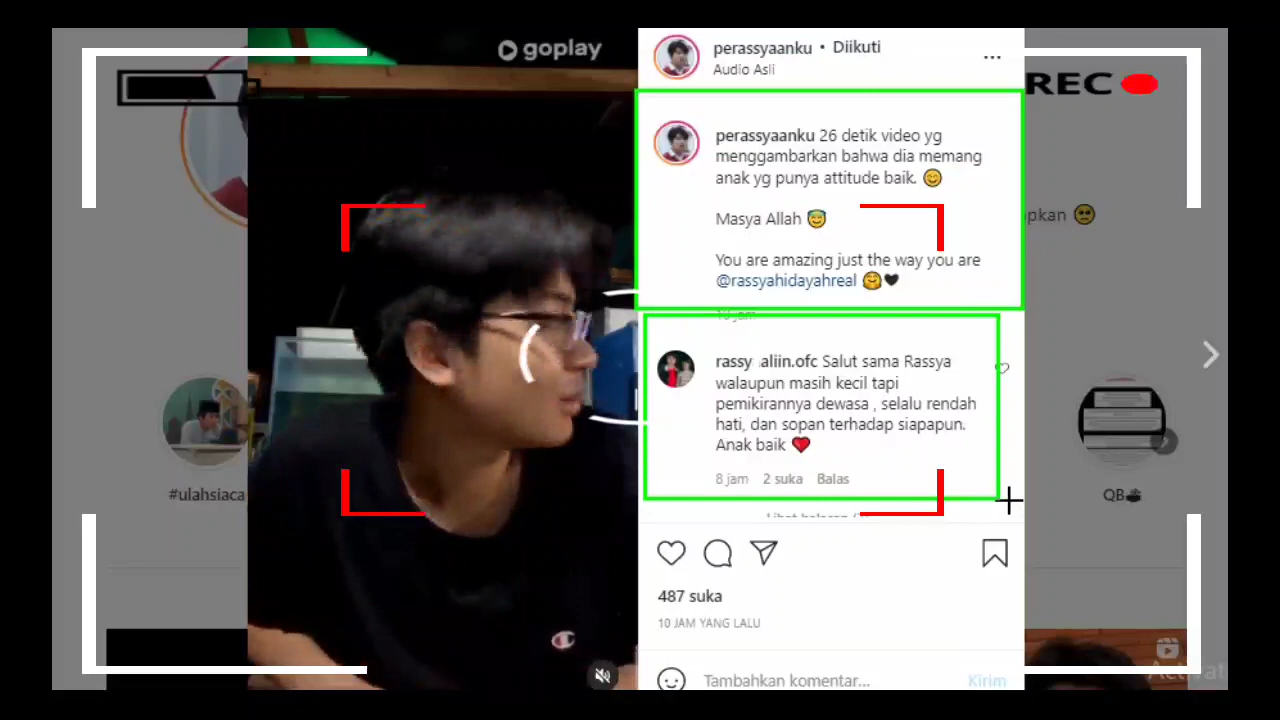 goplay
perassyaanku • Diikuti
Audio Asli
REC
perassyaanku 26 detik video yg
menggambarkan bahwa dia memang
anak yg punya attitude baik. 😊
Masya Allah 😇
You are amazing just the way you are
@rassyahidayahreal 🤗🖤
pkan 🥺
rassy aliin.ofc Salut sama Rassya
walaupun masih kecil tapi
pemikirannya dewasa , selalu rendah
hati, dan sopan terhadap siapapun.
Anak baik ❤️
8 jam 2 suka Balas
#ulahsiaca
QB
487 suka
10 JAM YANG LALU
Tambahkan komentar... Kirim
Activat